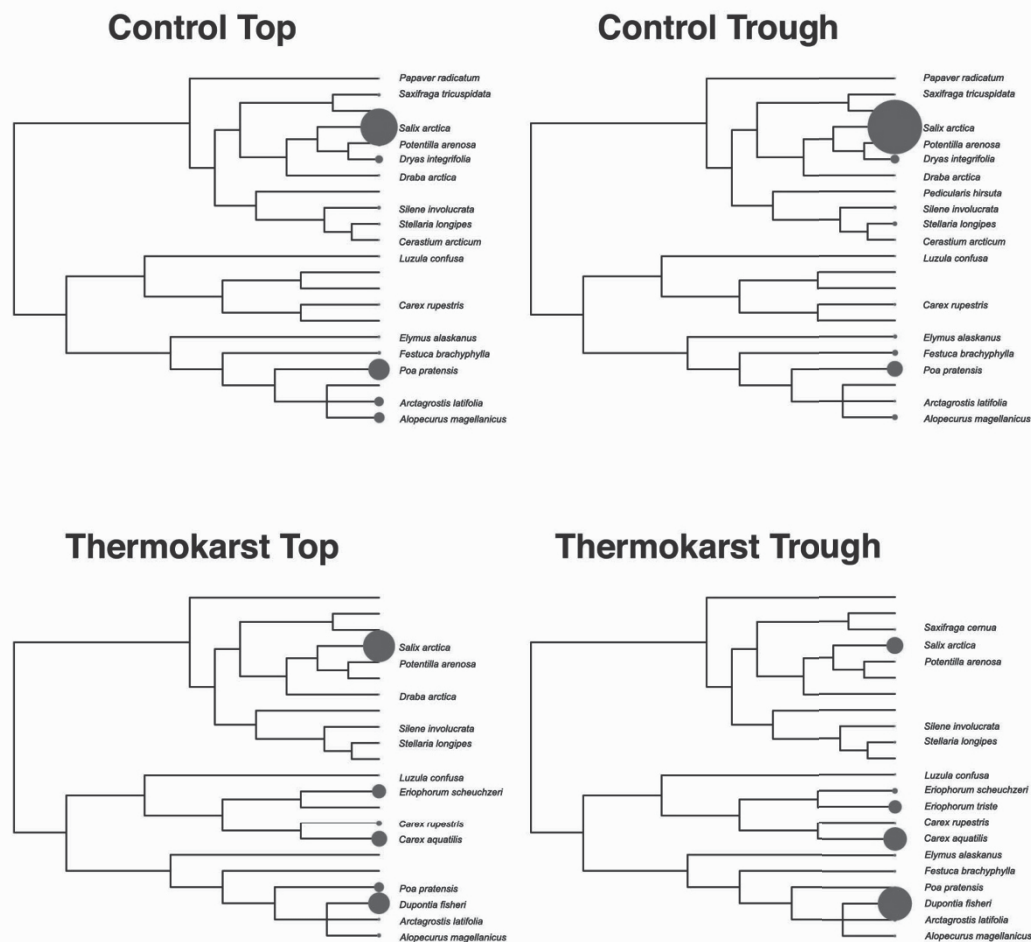 Control Top
Papaver radicatum
Saxifraga tricuspidata
Salix arctica
Potentilla arenosa
Dryas integrifolia
Draba arctica
Silene involucrata
Stellaria longipes
Cerastium arcticum
Luzula confusa
Carex rupestris
Elymus alaskanus
Festuca brachyphylla
Poa pratensis
Arctagrostis latifolia
Alopecurus magellanicus
Control Trough
Papaver radicatum
Saxifraga tricuspidata
Salix arctica
Potentilla arenosa
Dryas integrifolia
Draba arctica
Pedicularis hirsuta
Silene involucrata
Stellaria longipes
Cerastium arcticum
Luzula confusa
Carex rupestris
Elymus alaskanus
Festuca brachyphylla
Poa pratensis
Arctagrostis latifolia
Alopecurus magellanicus
Thermokarst Top
Salix arctica
Potentilla arenosa
Draba arctica
Silene involucrata
Stellaria longipes
Luzula confusa
Eriophorum scheuchzeri
Carex rupestris
Carex aquatilis
Poa pratensis
Dupontia fisheri
Arctagrostis latifolia
Alopecurus magellanicus
Thermokarst Trough
Saxifraga cernua
Salix arctica
Potentilla arenosa
Silene involucrata
Stellaria longipes
Luzula confusa
Eriophorum scheuchzeri
Eriophorum triste
Carex rupestris
Carex aquatilis
Elymus alaskanus
Festuca brachyphylla
Poa pratensis
Dupontia fisheri
Arctagrostis latifolia
Alopecurus magellanicus